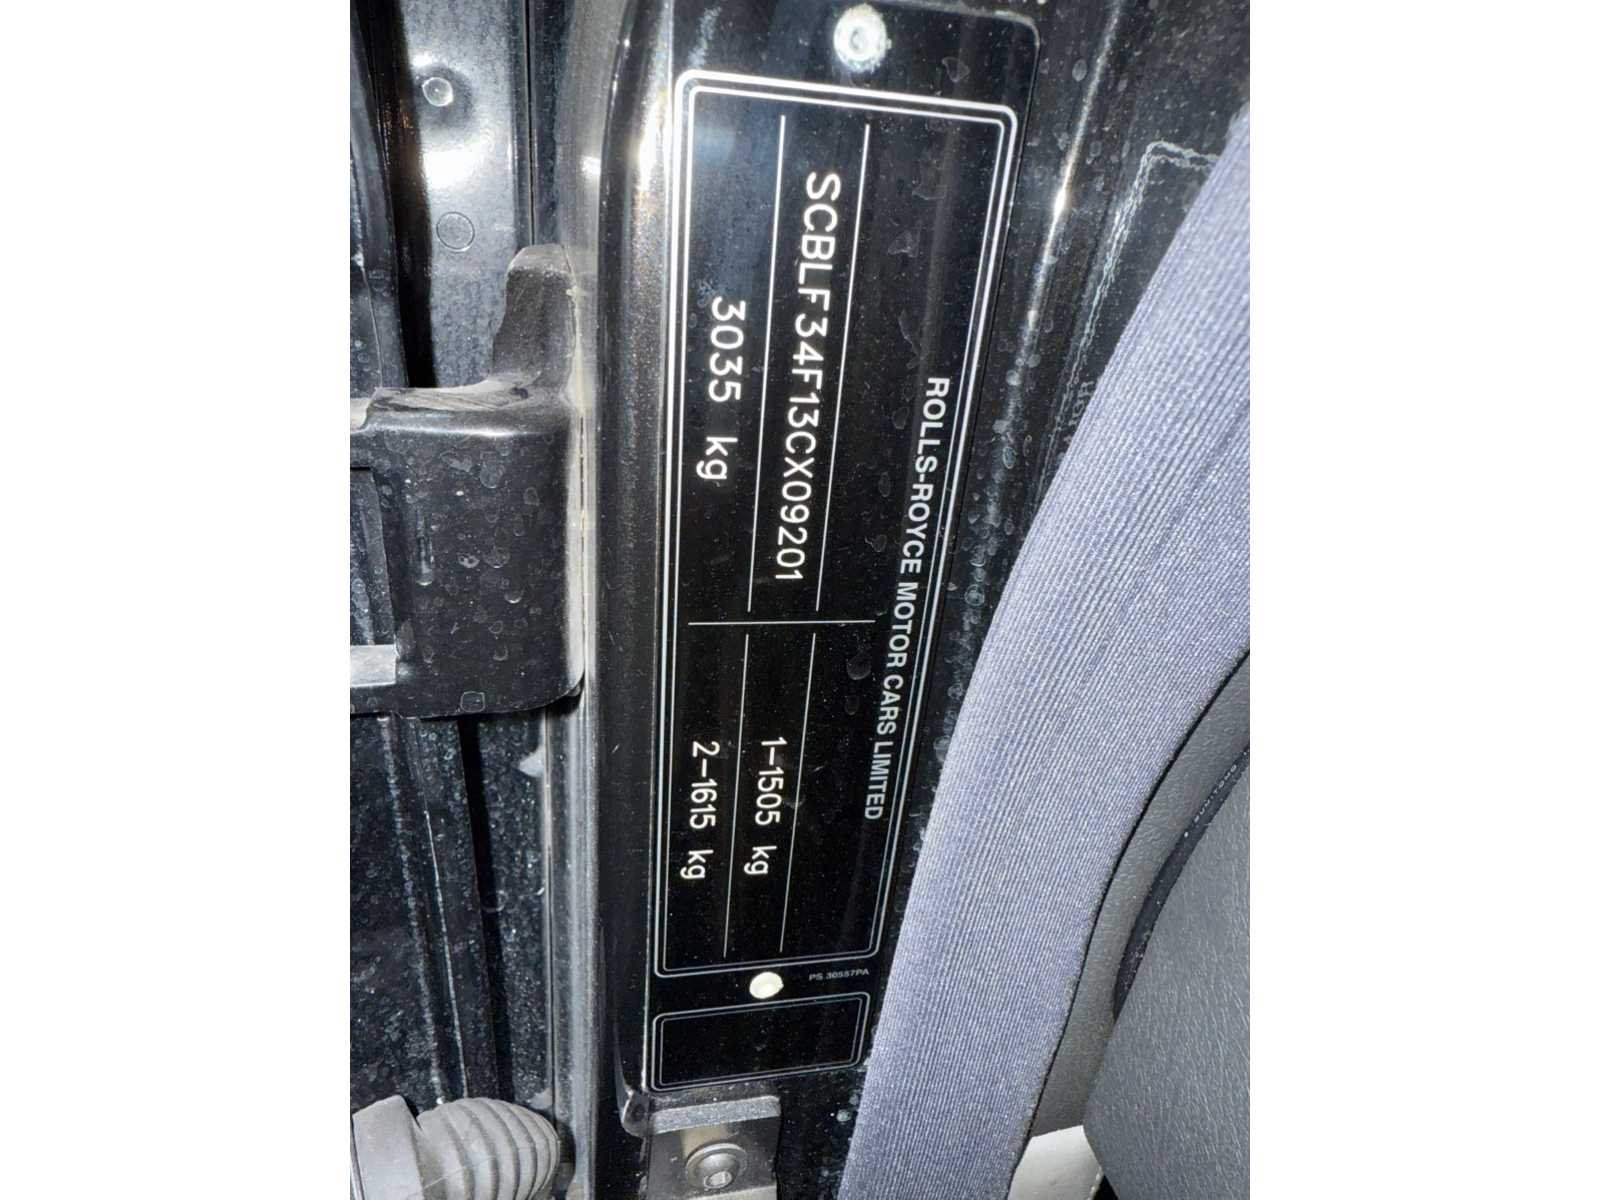 ROLLS-ROYCE MOTOR CARS LIMITED
SCBLF34F13CX09201
3035 kg
1-1505 kg
2-1615 kg
PS 30557PA